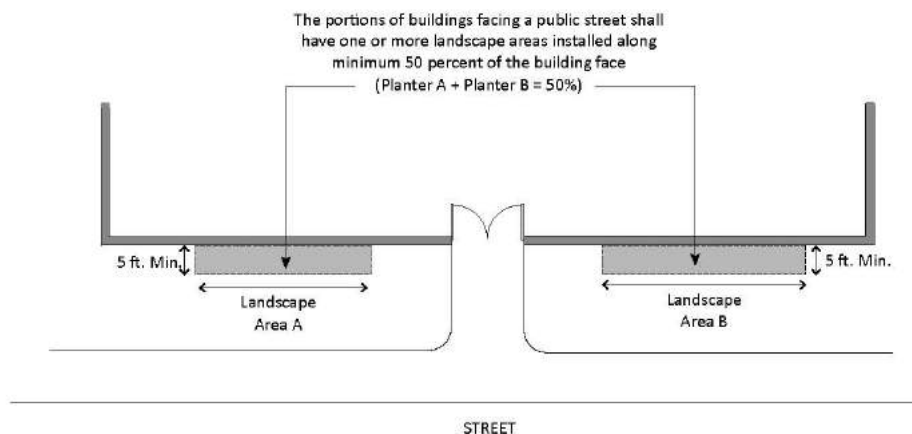 The portions of buildings facing a public street shall
have one or more landscape areas installed along
minimum 50 percent of the building face
(Planter A + Planter B = 50%)
5 ft. Min.
5 ft. Min.
Landscape
Area A
Landscape
Area B
STREET